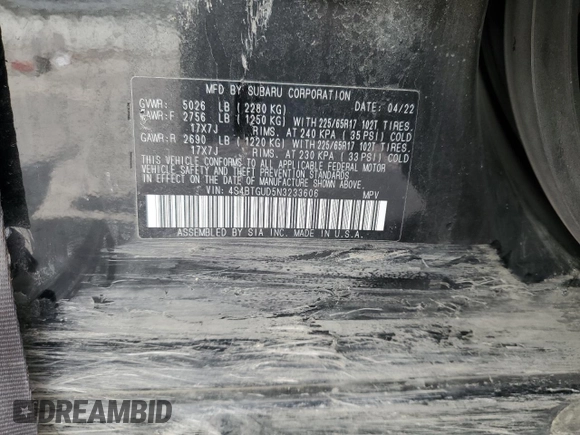 MFD BY SUBARU CORPORATION
GVWR: 5026 LB ( 2280 KG) DATE: 04/22
GAWR:F 2756 LB ( 1250 KG) WITH 225/65R17 102T TIRES.
17X7J RIMS. AT 240 KPA ( 35 PSI) COLD
GAWR:R 2690 LB ( 1220 KG) WITH 225/65R17 102T TIRES.
17X7J RIMS. AT 230 KPA ( 33 PSI) COLD
THIS VEHICLE CONFORMS TO ALL APPLICABLE FEDERAL MOTOR
VEHICLE SAFETY STANDARDS IN
EFFECT ON THE DATE OF MANUFACTURE
SHOWN ABOVE.
VIN: 4S4BTGUD5N3233606 MPV
ASSEMBLED BY SIA INC. MADE IN U.S.A.
DREAMBID